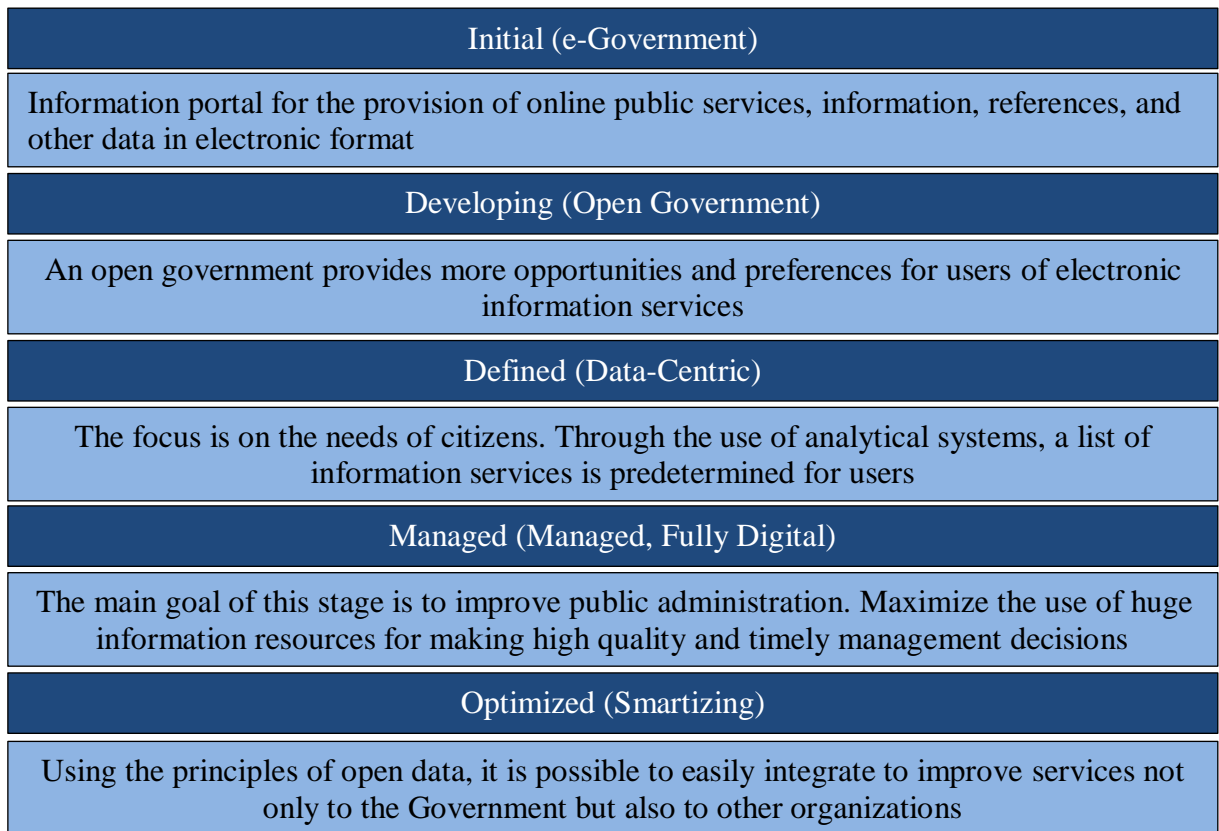 Initial (e-Government)
Information portal for the provision of online public services, information, references, and
other data in electronic format
Developing (Open Government)
An open government provides more opportunities and preferences for users of electronic
information services
Defined (Data-Centric)
The focus is on the needs of citizens. Through the use of analytical systems, a list of
information services is predetermined for users
Managed (Managed, Fully Digital)
The main goal of this stage is to improve public administration. Maximize the use of huge
information resources for making high quality and timely management decisions
Optimized (Smartizing)
Using the principles of open data, it is possible to easily integrate to improve services not
only to the Government but also to other organizations